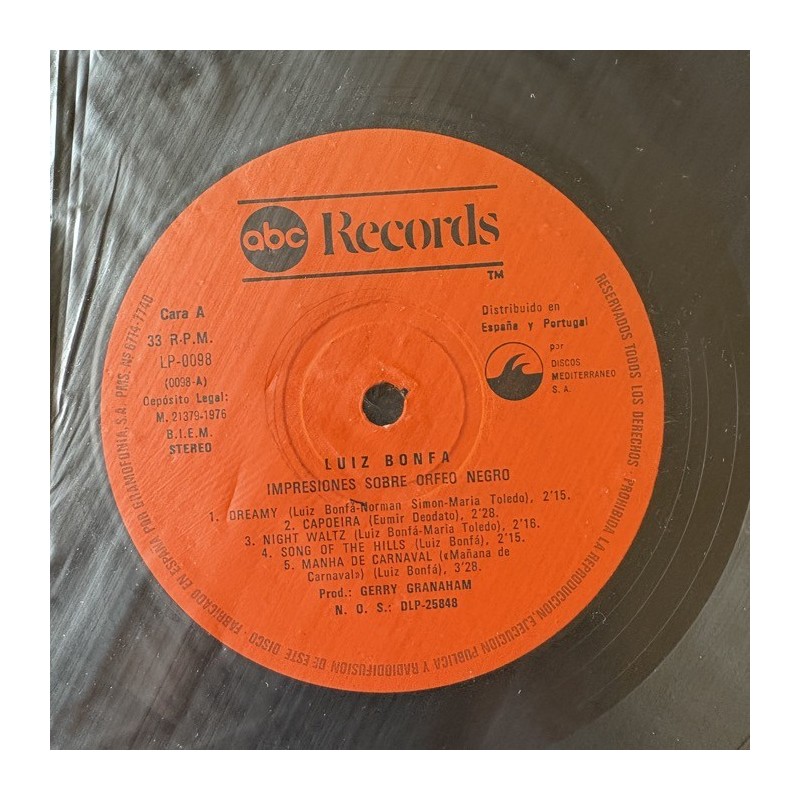 abc Records
TM
Cara A
33 R·P.M.
LP-0098
(0098-A)
Depósito Legal:
M. 21379-1976
B.I.E.M.
STEREO
Distribuido en
España y Portugal
por
DISCOS
MEDITERRANEO
S. A.
LUIZ BONFA
IMPRESIONES SOBRE ORFEO NEGRO
1. DREAMY (Luiz Bonfá-Norman Simon-Maria Toledo), 2'15.
2. CAPOEIRA (Eumir Deodato), 2'28.
3. NIGHT WALTZ (Luiz Bonfá-Maria Toledo), 2'16.
4. SONG OF THE HILLS (Luiz Bonfá), 2'15.
5. MANHA DE CARNAVAL («Mañana de
Carnaval») (Luiz Bonfá), 3'28.
Prod.: GERRY GRANAHAM
N. O. S.: DLP-25848
RESERVADOS TODOS LOS DERECHOS · PROHIBIDA LA REPRODUCCION, EJECUCION PUBLICA Y RADIODIFUSION DE ESTE DISCO · FABRICADO EN ESPAÑA POR GRAMOFONIA, S.A. PMS. Ns 6714-7740